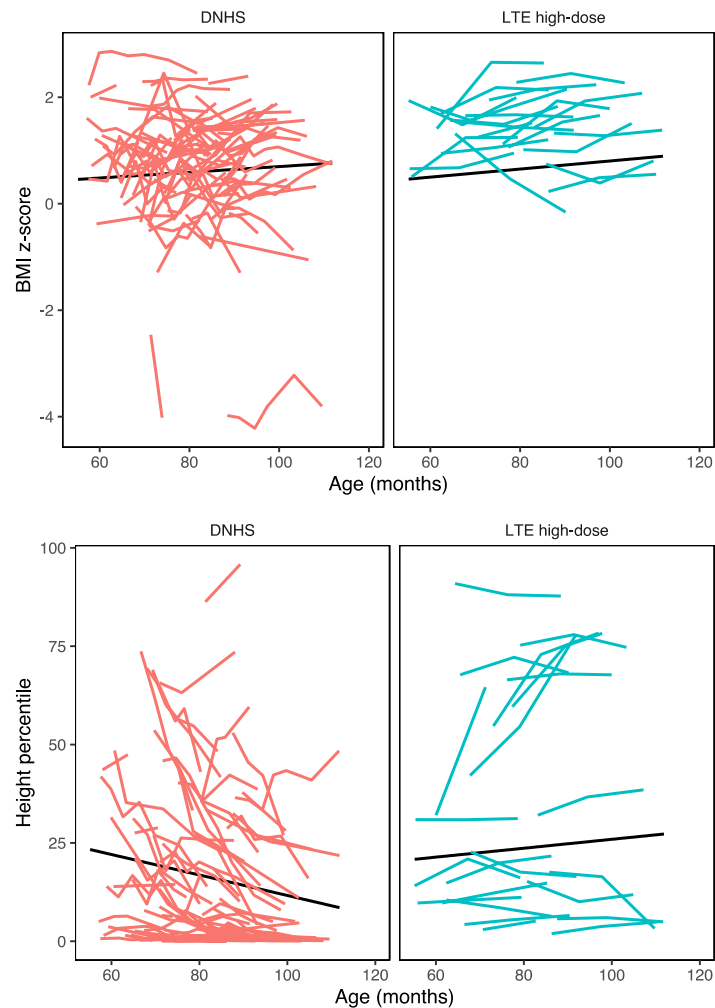 DNHS LTE high-dose
BMI z-score
2
0
-2
-4
60 80 100 120 60 80 100 120
Age (months)
DNHS LTE high-dose
Height percentile
100
75
50
25
0
60 80 100 120 60 80 100 120
Age (months)